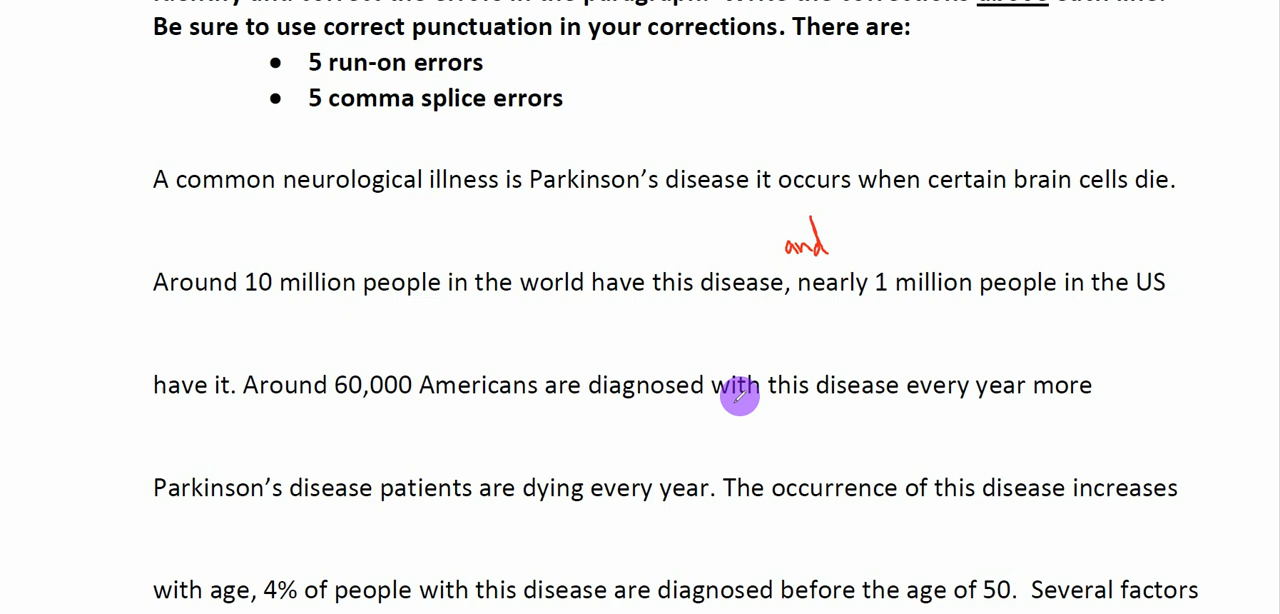 Be sure to use correct punctuation in your corrections. There are:
• 5 run-on errors
• 5 comma splice errors
A common neurological illness is Parkinson’s disease it occurs when certain brain cells die.
and
Around 10 million people in the world have this disease, nearly 1 million people in the US
have it. Around 60,000 Americans are diagnosed with this disease every year more
Parkinson’s disease patients are dying every year. The occurrence of this disease increases
with age, 4% of people with this disease are diagnosed before the age of 50.  Several factors